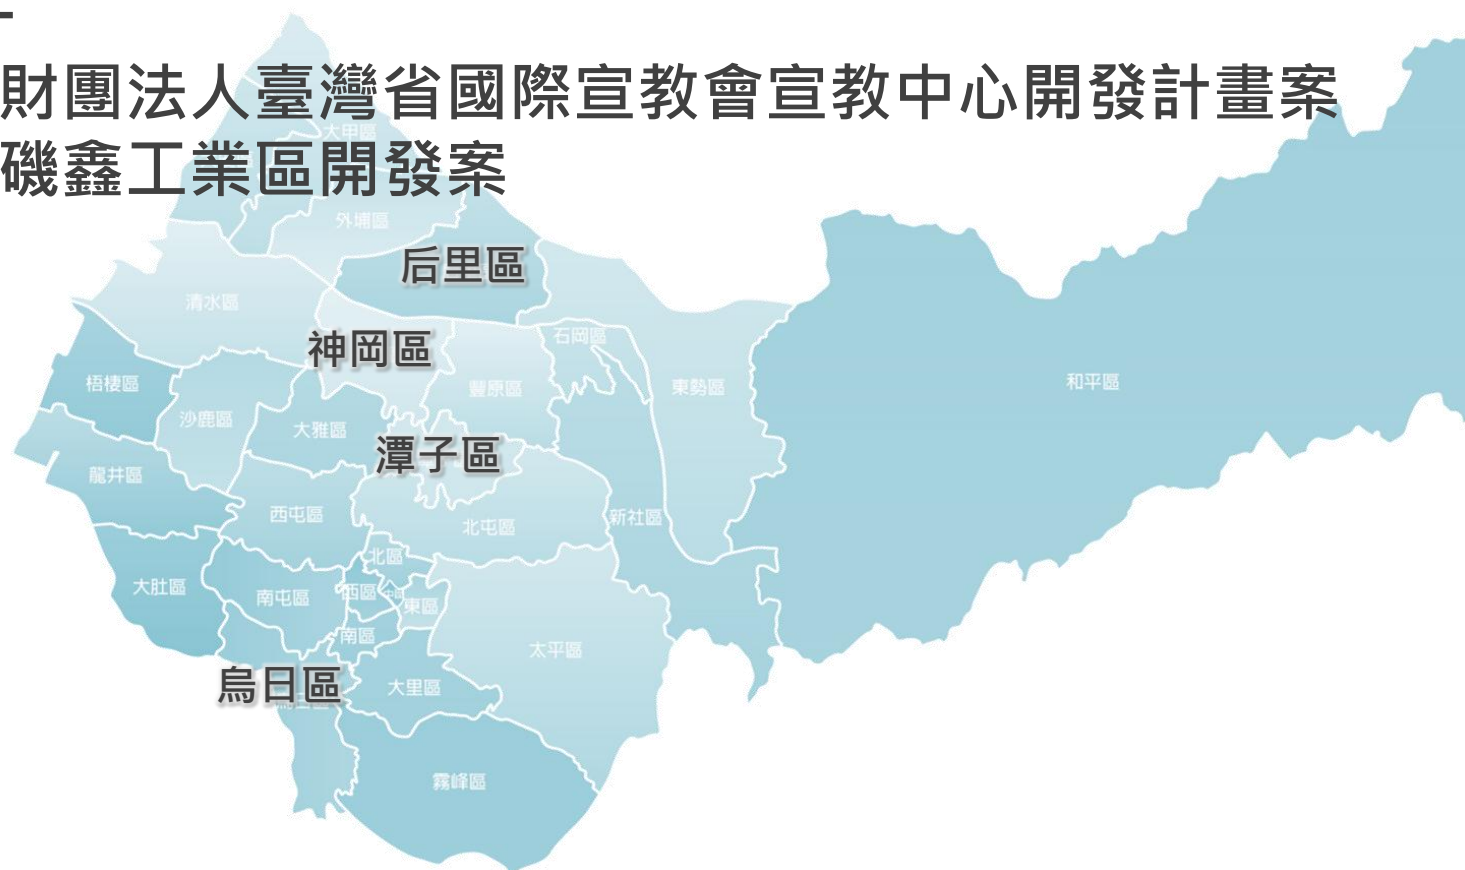 財團法人臺灣省國際宣教會宣教中心開發計畫案
大甲區
磯鑫工業區開發案
外埔區
后里區
清水區
石岡區
神岡區
梧棲區
豐原區
東勢區
和平區
沙鹿區
大雅區
潭子區
龍井區
西屯區
北屯區
新社區
北區
大肚區
南屯區
西區
東區
南區
太平區
烏日區
大里區
霧峰區